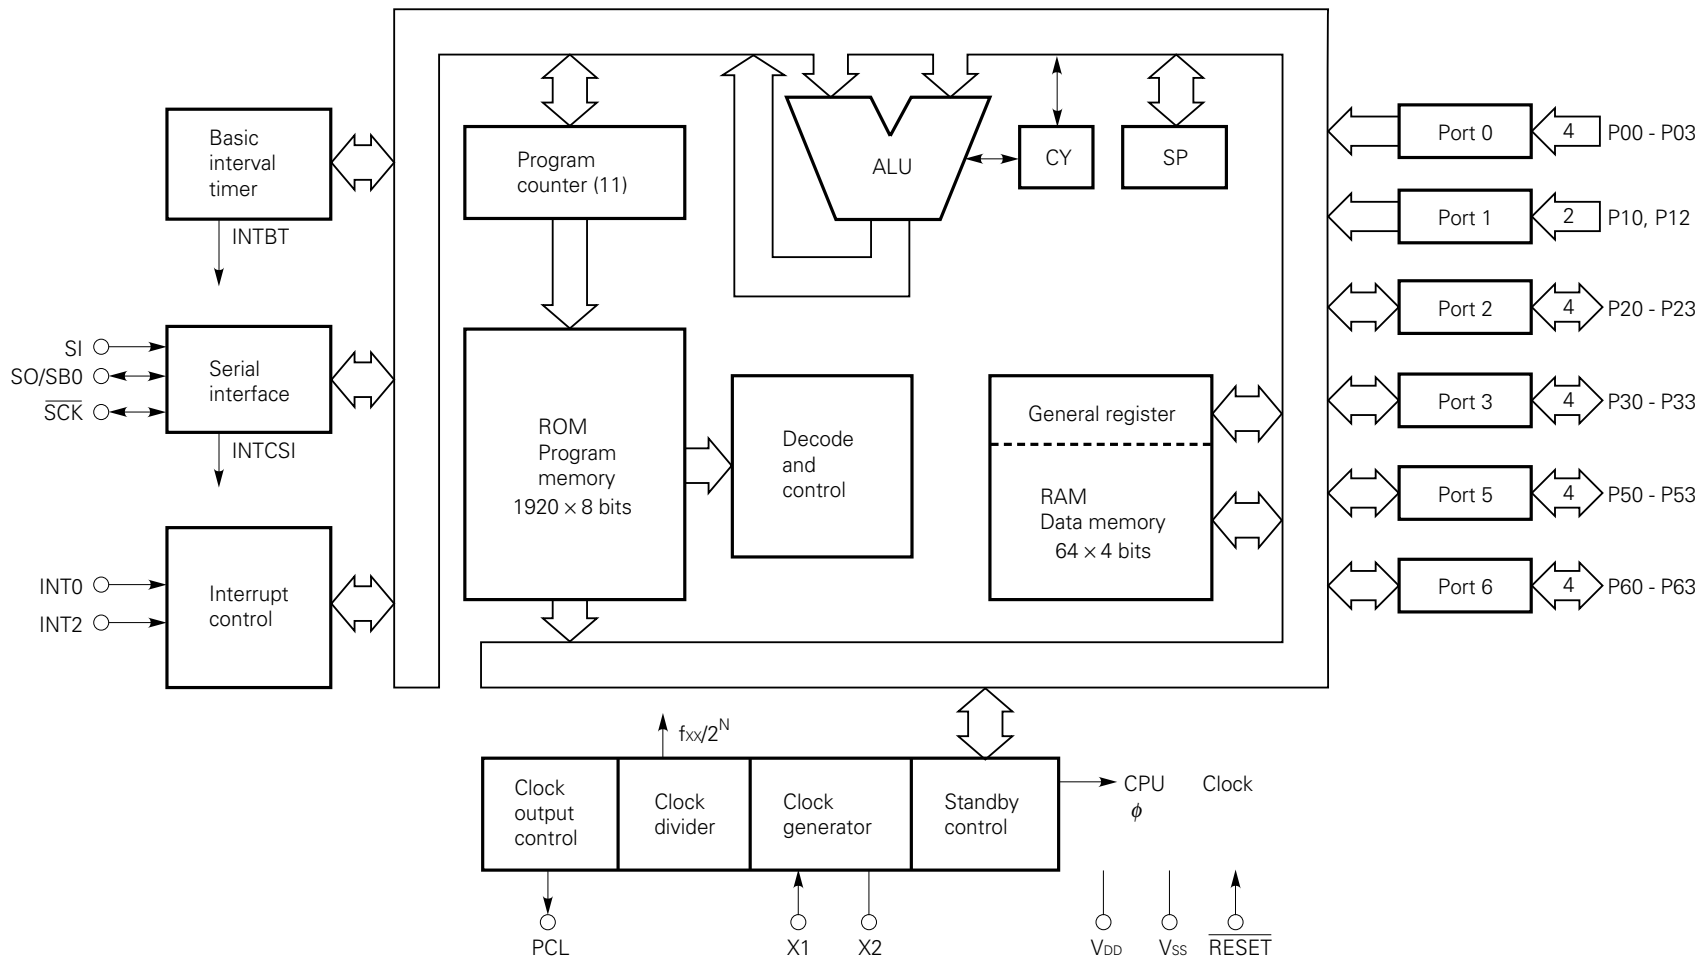 Basic
interval
timer
INTBT
SI
SO/SB0
SCK
Serial
interface
INTCSI
INT0
INT2
Interrupt
control
Program
counter (11)
ALU
CY
SP
ROM
Program
memory
1920 × 8 bits
Decode
and
control
General register
RAM
Data memory
64 × 4 bits
Port 0
4
P00 - P03
Port 1
2
P10, P12
Port 2
4
P20 - P23
Port 3
4
P30 - P33
Port 5
4
P50 - P53
Port 6
4
P60 - P63
fXX/2^N
Clock
output
control
Clock
divider
Clock
generator
Standby
control
CPU Clock
ϕ
PCL
X1
X2
VDD
VSS
RESET